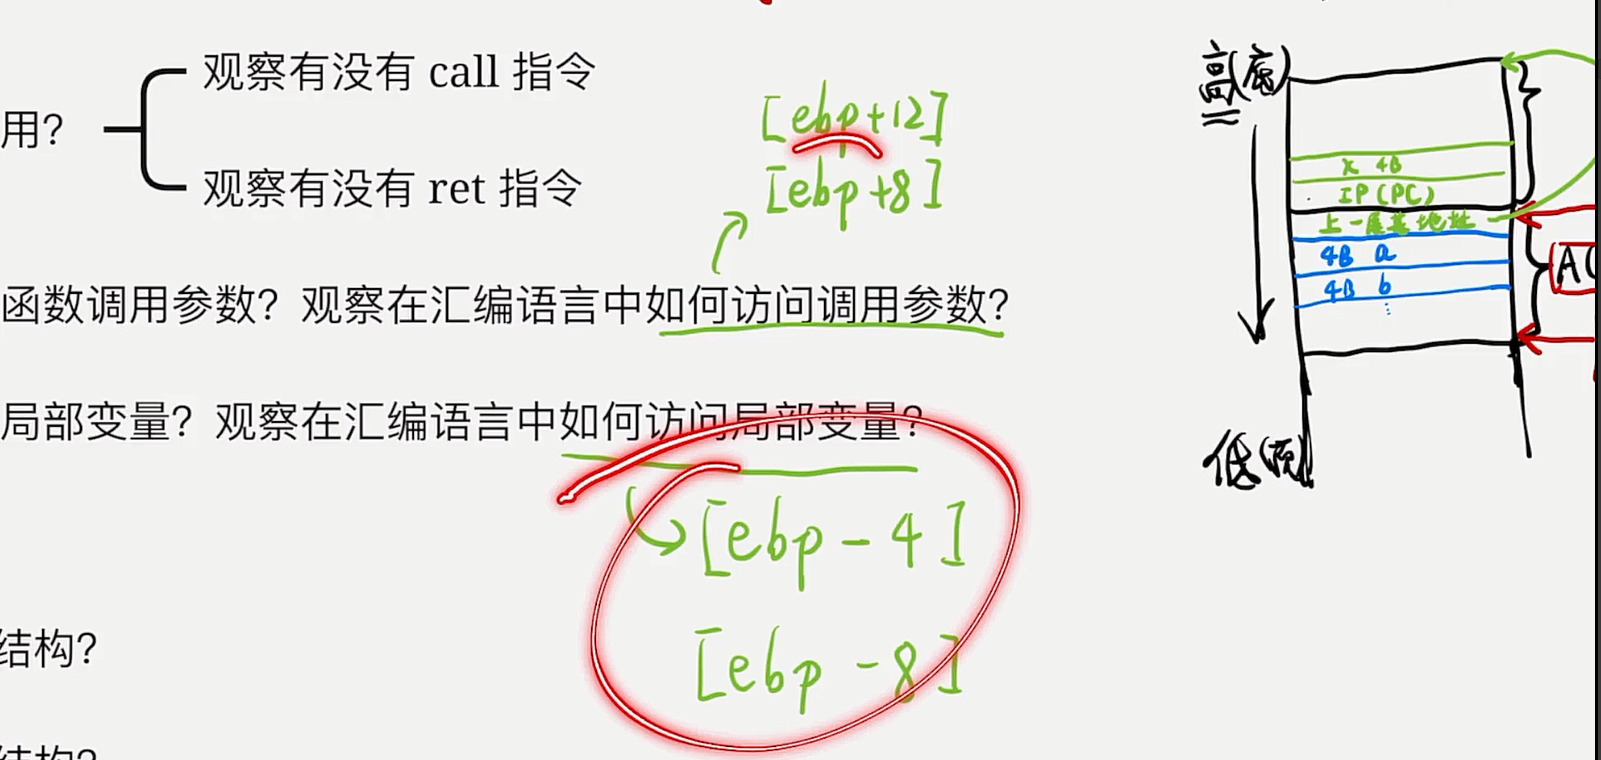 观察有没有 call 指令
用?
观察有没有 ret 指令
[ebp+12]
[ebp+8]
函数调用参数? 观察在汇编语言中如何访问调用参数?
局部变量? 观察在汇编语言中如何访问局部变量?
[ebp-4]
[ebp-8]
结构?
结构?
高(底)
x 4B
IP(PC)
上一层基地址
4B a
4B b
低(顶)